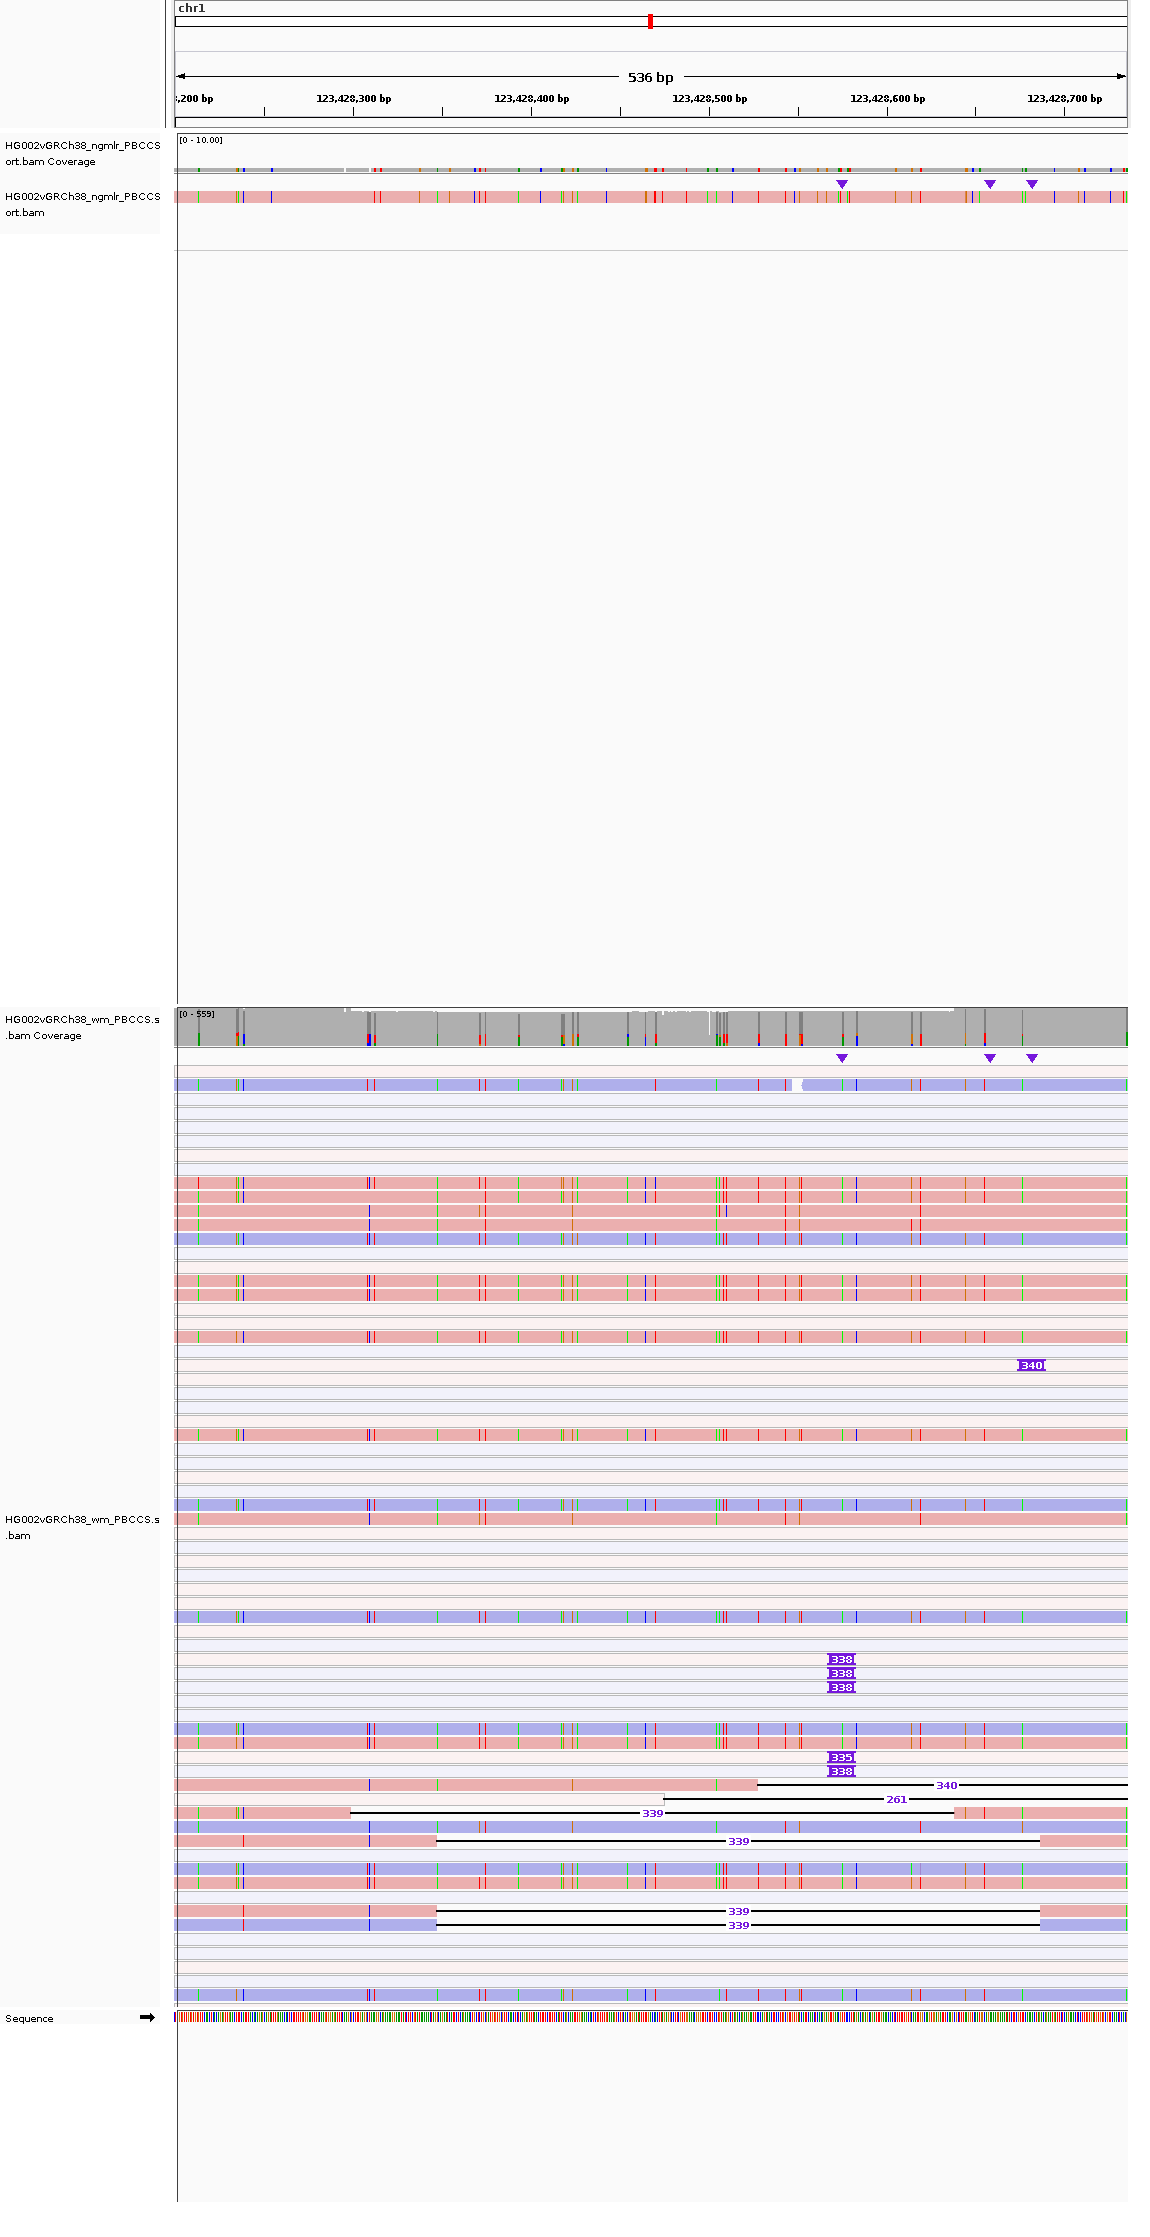 chr1
536 bp
:,200 bp 123,428,300 bp 123,428,400 bp 123,428,500 bp 123,428,600 bp 123,428,700 bp
HG002vGRCh38_ngmlr_PBCCS
ort.bam Coverage
[0 - 10.00]
HG002vGRCh38_ngmlr_PBCCS
ort.bam
HG002vGRCh38_wm_PBCCS.s
.bam Coverage
[0 - 559]
340
HG002vGRCh38_wm_PBCCS.s
.bam
338
338
338
335
338
340
261
339
339
339
339
Sequence